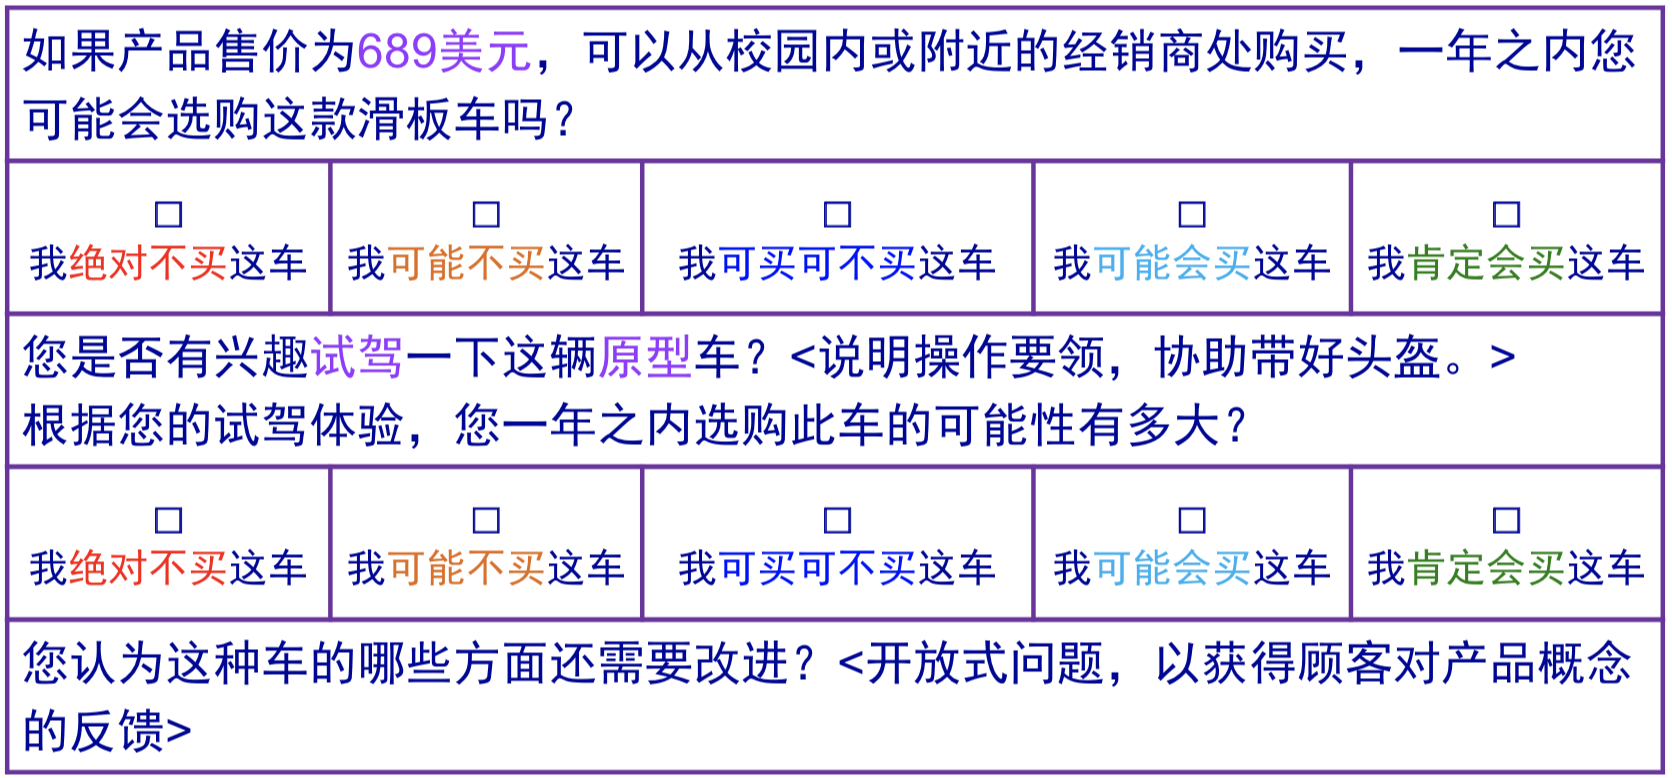 如果产品售价为689美元，可以从校园内或附近的经销商处购买，一年之内您
可能会选购这款滑板车吗？
□ □ □ □ □
我绝对不买这车 我可能不买这车 我可买可不买这车 我可能会买这车 我肯定会买这车
您是否有兴趣试驾一下这辆原型车？<说明操作要领，协助带好头盔。>
根据您的试驾体验，您一年之内选购此车的可能性有多大？
□ □ □ □ □
我绝对不买这车 我可能不买这车 我可买可不买这车 我可能会买这车 我肯定会买这车
您认为这种车的哪些方面还需要改进？<开放式问题，以获得顾客对产品概念
的反馈>